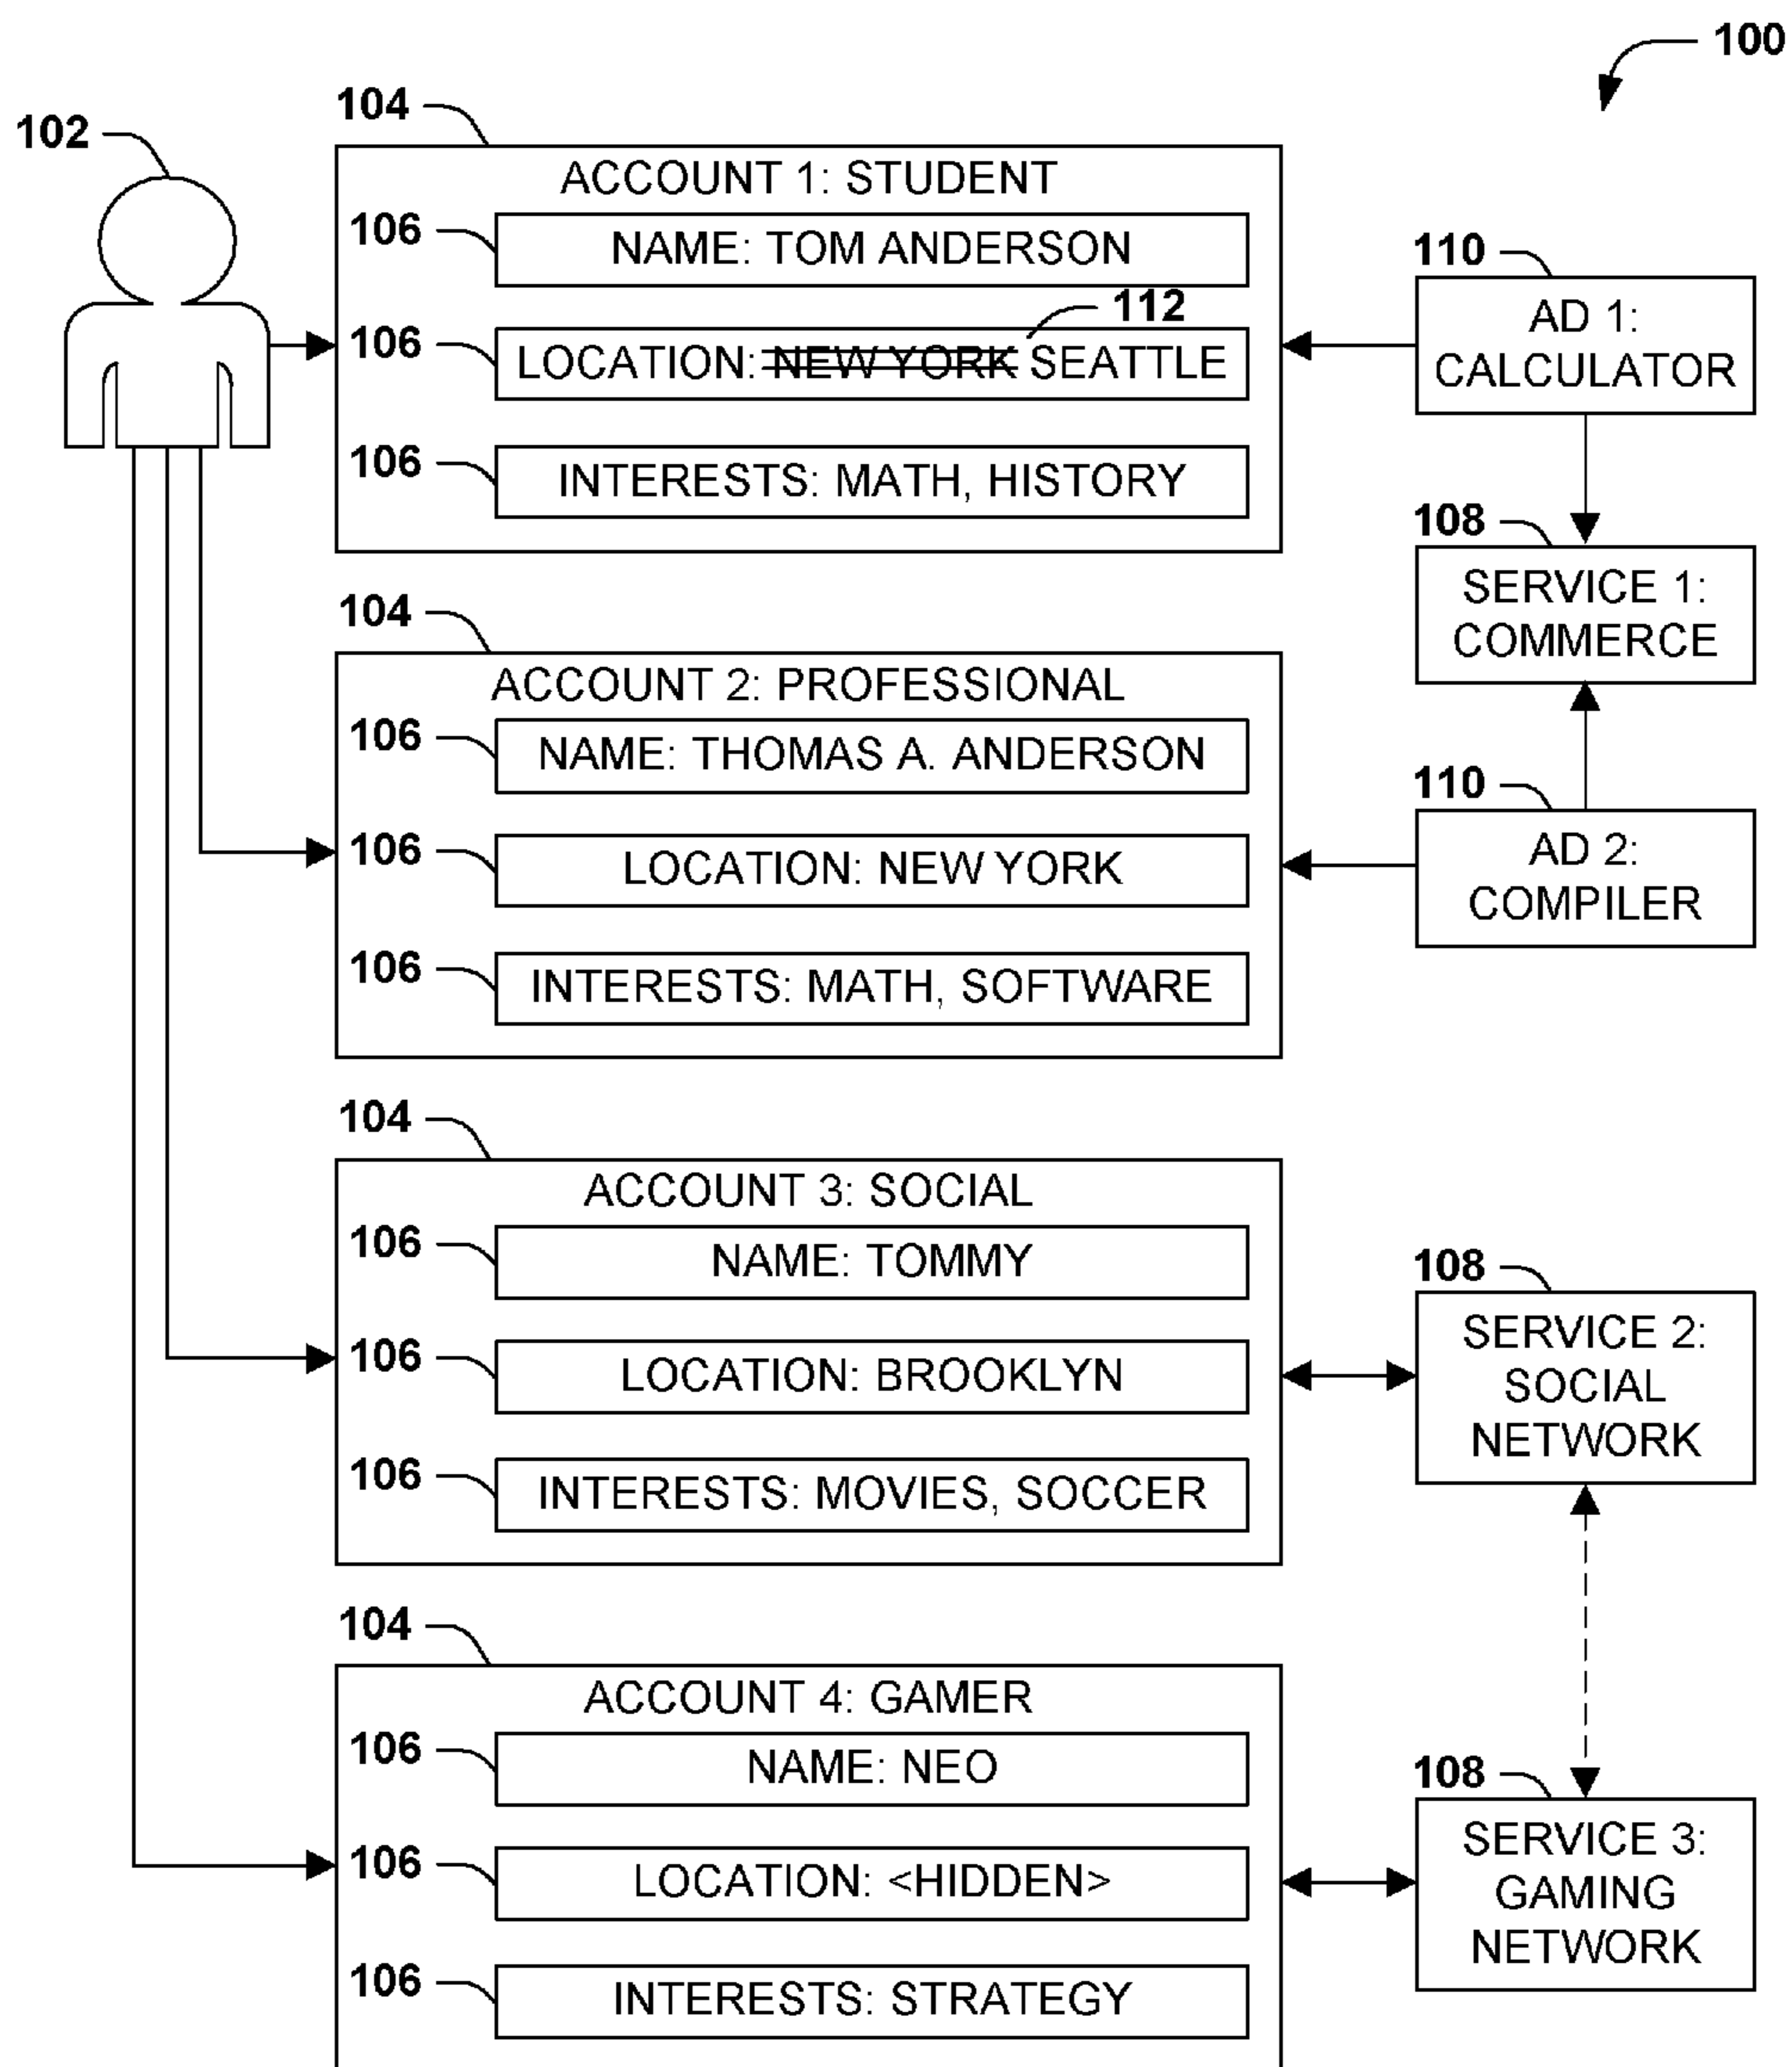 100
102
104
ACCOUNT 1: STUDENT
106
NAME: TOM ANDERSON
112
106
LOCATION: NEW YORK SEATTLE
106
INTERESTS: MATH, HISTORY
110
AD 1:
CALCULATOR
108
SERVICE 1:
COMMERCE
104
ACCOUNT 2: PROFESSIONAL
106
NAME: THOMAS A. ANDERSON
106
LOCATION: NEW YORK
106
INTERESTS: MATH, SOFTWARE
110
AD 2:
COMPILER
104
ACCOUNT 3: SOCIAL
106
NAME: TOMMY
106
LOCATION: BROOKLYN
106
INTERESTS: MOVIES, SOCCER
108
SERVICE 2:
SOCIAL
NETWORK
104
ACCOUNT 4: GAMER
106
NAME: NEO
106
LOCATION: <HIDDEN>
106
INTERESTS: STRATEGY
108
SERVICE 3:
GAMING
NETWORK